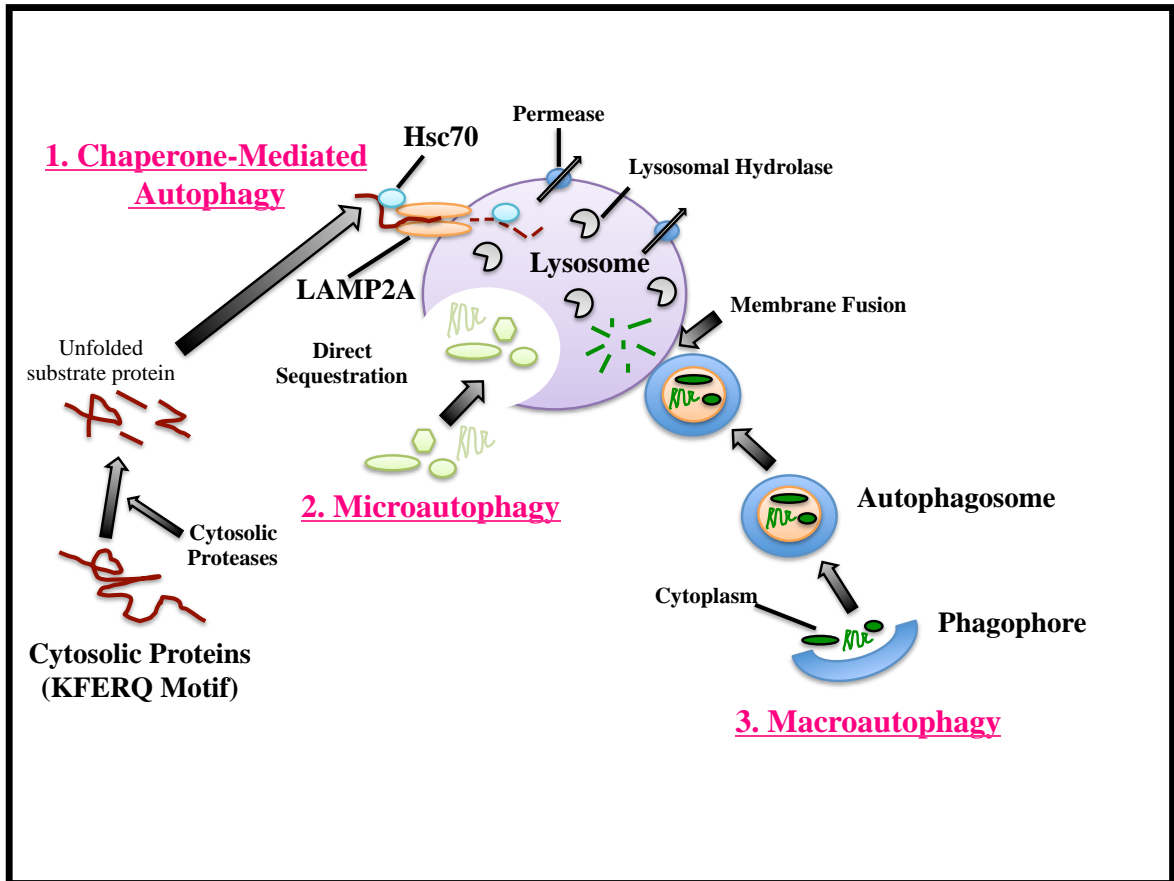 1. Chaperone-Mediated
Autophagy
Hsc70
Permease
Lysosomal Hydrolase
LAMP2A
Lysosome
Membrane Fusion
Unfolded
substrate protein
Direct
Sequestration
2. Microautophagy
Cytosolic
Proteases
Cytosolic Proteins
(KFERQ Motif)
Autophagosome
Cytoplasm
Phagophore
3. Macroautophagy